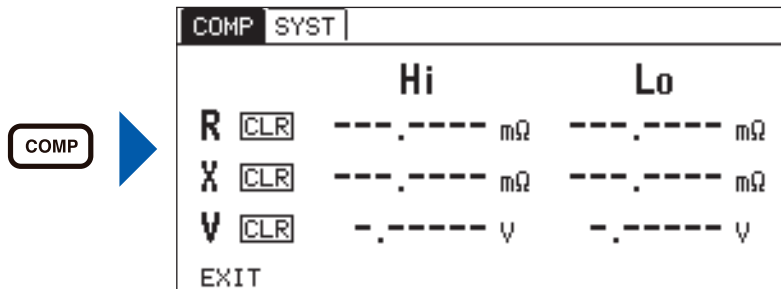 COMP SYST
Hi Lo
COMP
R CLR ---.---- mΩ ---.---- mΩ
X CLR ---.---- mΩ ---.---- mΩ
V CLR -.----- V -.----- V
EXIT